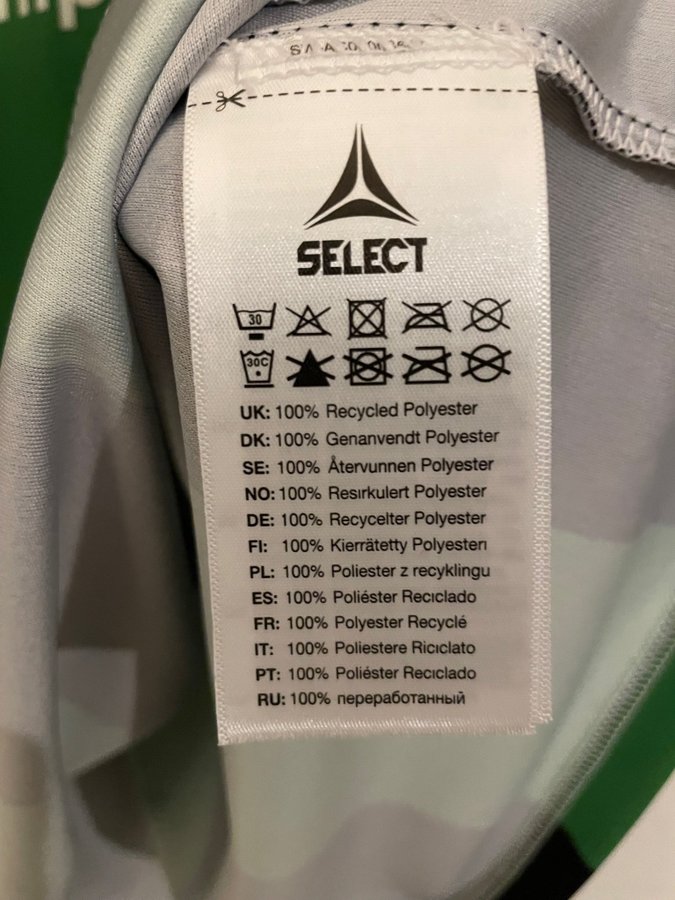 SELECT
30
30C
UK: 100% Recycled Polyester
DK: 100% Genanvendt Polyester
SE: 100% Återvunnen Polyester
NO: 100% Resirkulert Polyester
DE: 100% Recycelter Polyester
FI: 100% Kierrätetty Polyesteri
PL: 100% Poliester z recyklingu
ES: 100% Poliéster Reciclado
FR: 100% Polyester Recyclé
IT: 100% Poliestere Riciclato
PT: 100% Poliéster Reciclado
RU: 100% переработанный